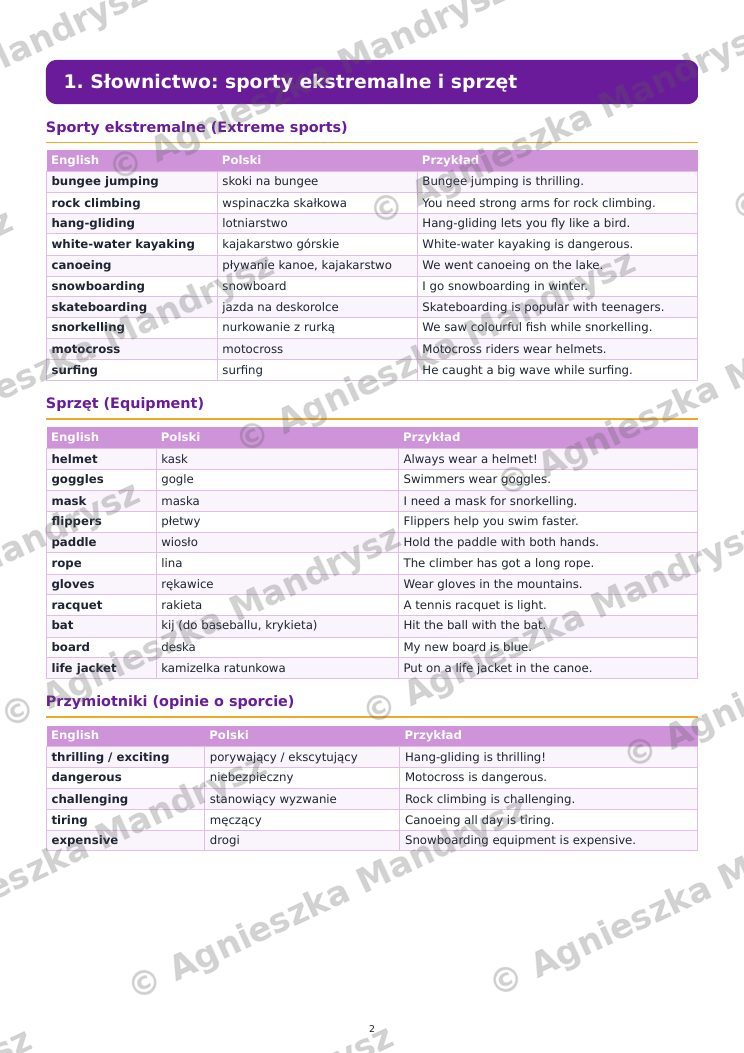 1. Słownictwo: sporty ekstremalne i sprzęt
Sporty ekstremalne (Extreme sports)
English Polski Przykład
bungee jumping skoki na bungee Bungee jumping is thrilling.
rock climbing wspinaczka skałkowa You need strong arms for rock climbing.
hang-gliding lotniarstwo Hang-gliding lets you fly like a bird.
white-water kayaking kajakarstwo górskie White-water kayaking is dangerous.
canoeing pływanie kanoe, kajakarstwo We went canoeing on the lake.
snowboarding snowboard I go snowboarding in winter.
skateboarding jazda na deskorolce Skateboarding is popular with teenagers.
snorkelling nurkowanie z rurką We saw colourful fish while snorkelling.
motocross motocross Motocross riders wear helmets.
surfing surfing He caught a big wave while surfing.
Sprzęt (Equipment)
English Polski Przykład
helmet kask Always wear a helmet!
goggles gogle Swimmers wear goggles.
mask maska I need a mask for snorkelling.
flippers płetwy Flippers help you swim faster.
paddle wiosło Hold the paddle with both hands.
rope lina The climber has got a long rope.
gloves rękawice Wear gloves in the mountains.
racquet rakieta A tennis racquet is light.
bat kij (do baseballu, krykieta) Hit the ball with the bat.
board deska My new board is blue.
life jacket kamizelka ratunkowa Put on a life jacket in the canoe.
Przymiotniki (opinie o sporcie)
English Polski Przykład
thrilling / exciting porywający / ekscytujący Hang-gliding is thrilling!
dangerous niebezpieczny Motocross is dangerous.
challenging stanowiący wyzwanie Rock climbing is challenging.
tiring męczący Canoeing all day is tiring.
expensive drogi Snowboarding equipment is expensive.
© Agnieszka Mandrysz
2